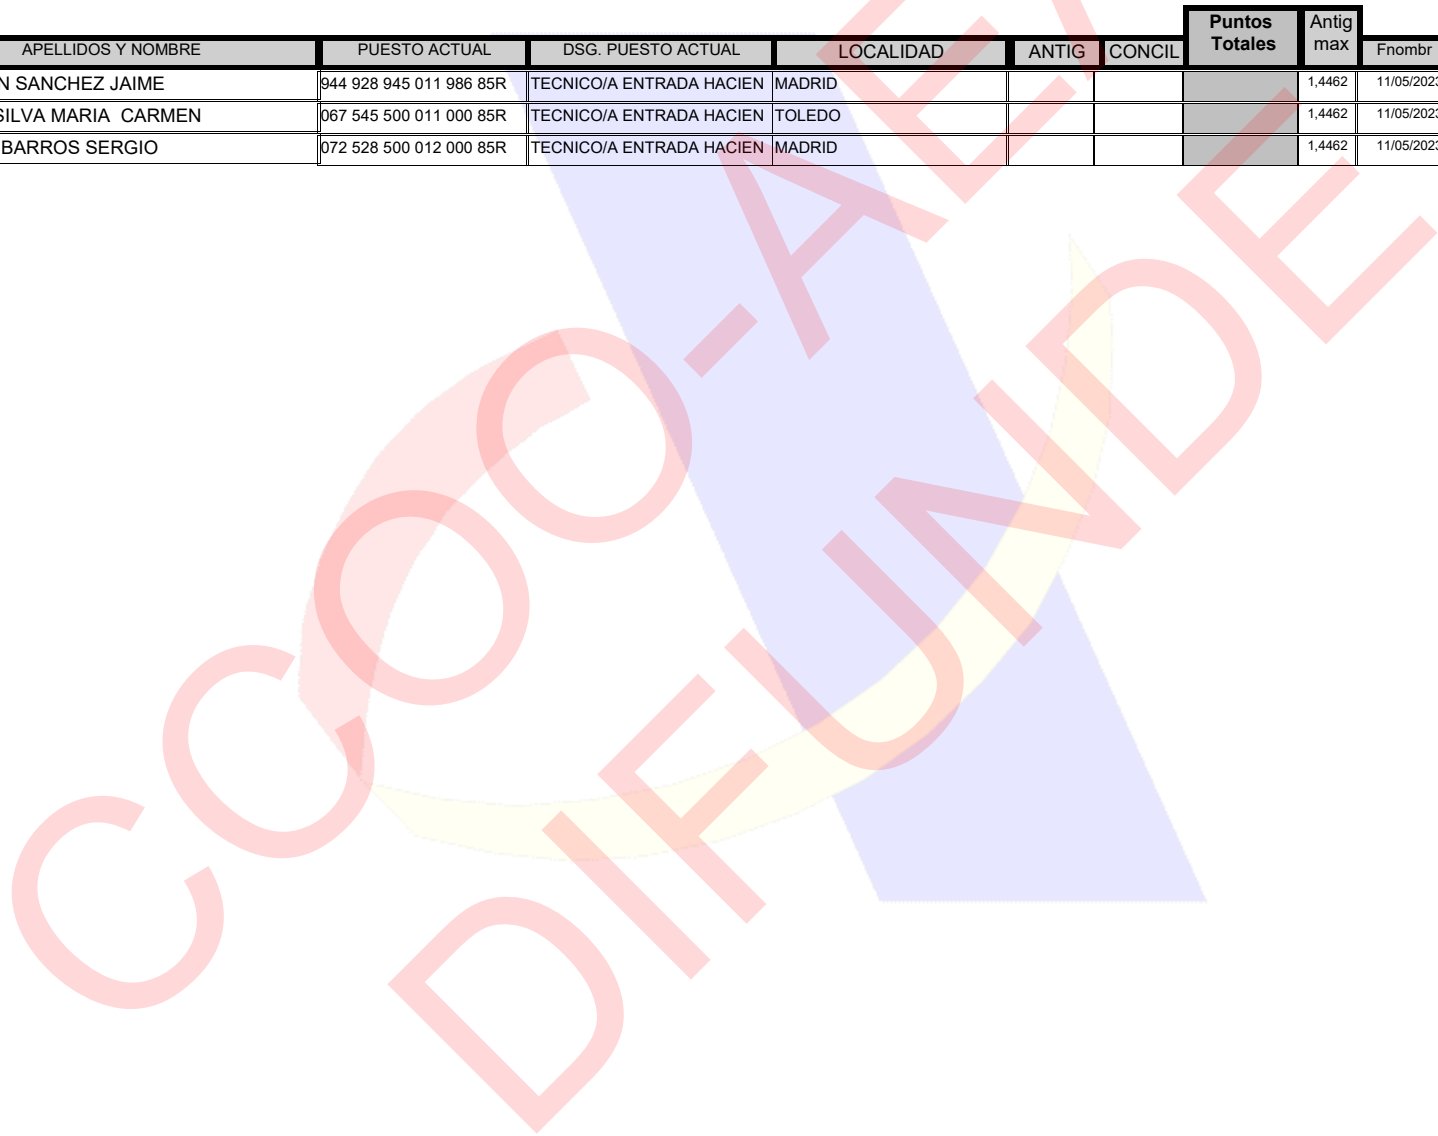 Puntos Totales Antig max
APELLIDOS Y NOMBRE PUESTO ACTUAL DSG. PUESTO ACTUAL LOCALIDAD ANTIG CONCIL Fnombr
N SANCHEZ JAIME 944 928 945 011 986 85R TECNICO/A ENTRADA HACIEN MADRID 1,4462 11/05/2023
SILVA MARIA CARMEN 067 545 500 011 000 85R TECNICO/A ENTRADA HACIEN TOLEDO 1,4462 11/05/2023
BARROS SERGIO 072 528 500 012 000 85R TECNICO/A ENTRADA HACIEN MADRID 1,4462 11/05/2023
CCOO-AE
DIFUNDE